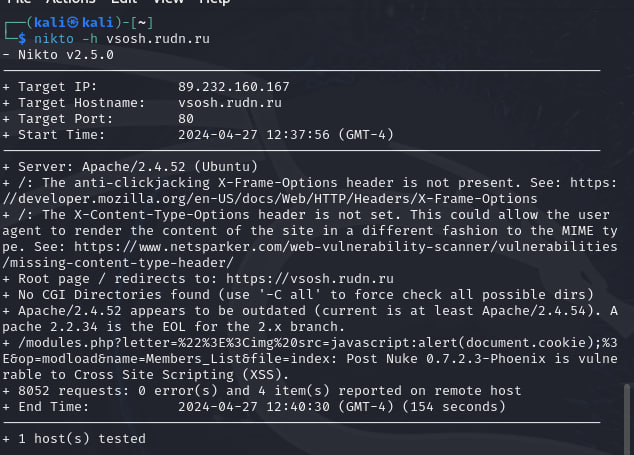 File Actions Edit View Help
┌──(kali㉿kali)-[~]
└─$ nikto -h vsosh.rudn.ru
- Nikto v2.5.0
---------------------------------------------------------------------------
+ Target IP:          89.232.160.167
+ Target Hostname:    vsosh.rudn.ru
+ Target Port:        80
+ Start Time:         2024-04-27 12:37:56 (GMT-4)
---------------------------------------------------------------------------
+ Server: Apache/2.4.52 (Ubuntu)
+ /: The anti-clickjacking X-Frame-Options header is not present. See: https:
//developer.mozilla.org/en-US/docs/Web/HTTP/Headers/X-Frame-Options
+ /: The X-Content-Type-Options header is not set. This could allow the user
agent to render the content of the site in a different fashion to the MIME ty
pe. See: https://www.netsparker.com/web-vulnerability-scanner/vulnerabilities
/missing-content-type-header/
+ Root page / redirects to: https://vsosh.rudn.ru
+ No CGI Directories found (use '-C all' to force check all possible dirs)
+ Apache/2.4.52 appears to be outdated (current is at least Apache/2.4.54). A
pache 2.2.34 is the EOL for the 2.x branch.
+ /modules.php?letter=%22%3E%3Cimg%20src=javascript:alert(document.cookie);%3
E&op=modload&name=Members_List&file=index: Post Nuke 0.7.2.3-Phoenix is vulne
rable to Cross Site Scripting (XSS).
+ 8052 requests: 0 error(s) and 4 item(s) reported on remote host
+ End Time:           2024-04-27 12:40:30 (GMT-4) (154 seconds)
---------------------------------------------------------------------------
+ 1 host(s) tested